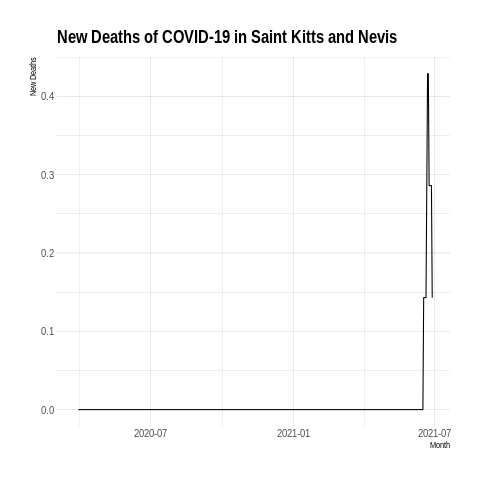 New Deaths of COVID-19 in Saint Kitts and Nevis
New Deaths
0.4
0.3
0.2
0.1
0.0
2020-07
2021-01
2021-07
Month